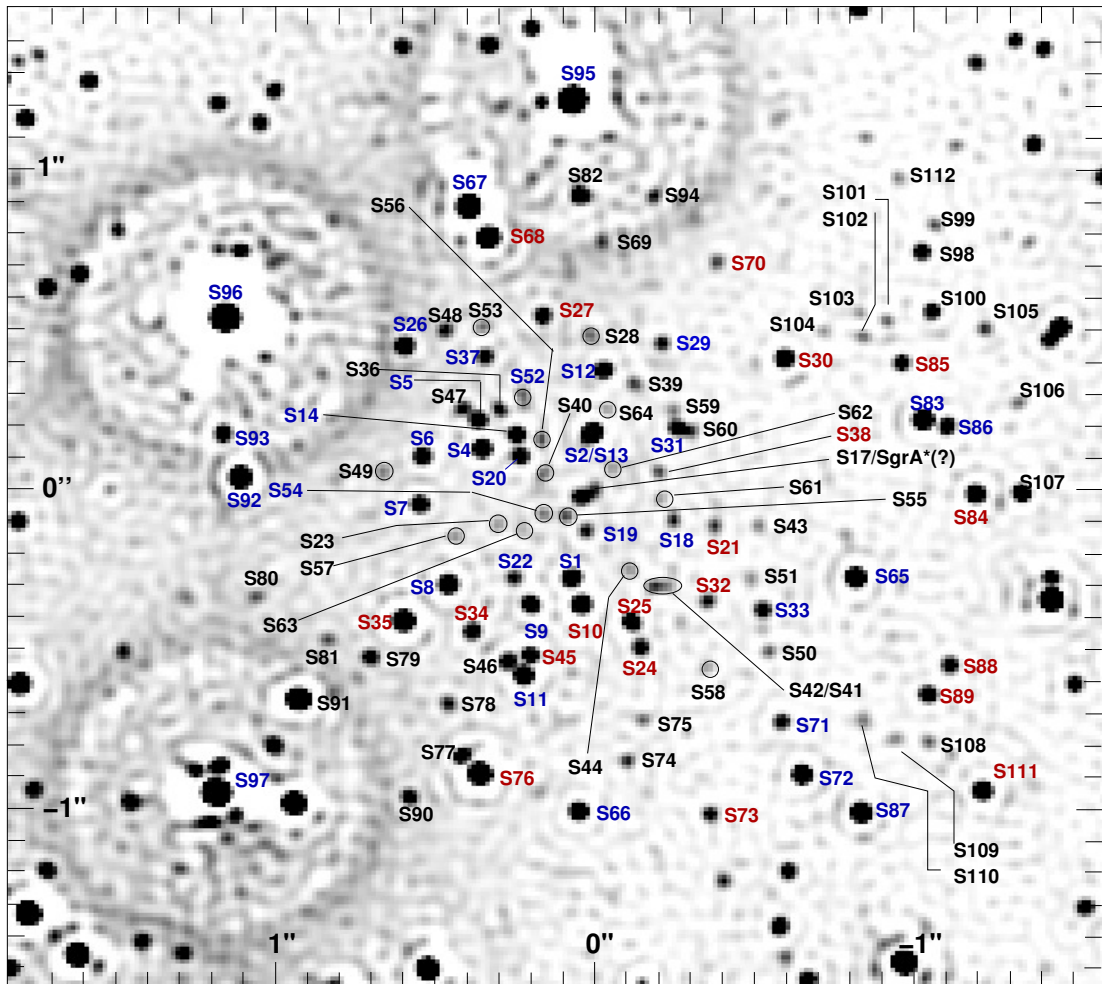 S95
1"
S67
S82
S94
S101
S112
S56
S102
S99
S68
S69
S98
S70
S96
S53
S27
S103
S100
S105
S48
S26
S28
S104
S29
S36
S37
S12
S30
S85
S5
S52
S39
S106
S47
S40
S64
S59
S62
S83
S14
S60
S38
S86
S93
S6
S4
S2/S13
S31
S17/SgrA*(?)
0"
S49
S20
S61
S107
S92
S54
S55
S7
S84
S23
S19
S18
S21
S43
S57
S22
S1
S80
S8
S32
S51
S65
S63
S35
S34
S9
S10
S25
S33
S81
S79
S46
S45
S24
S50
S88
S91
S78
S11
S58
S42/S41
S89
S75
S71
S77
S44
S74
S108
S97
S76
S72
S111
−1"
S90
S66
S73
S87
S109
S110
1"
0"
−1"